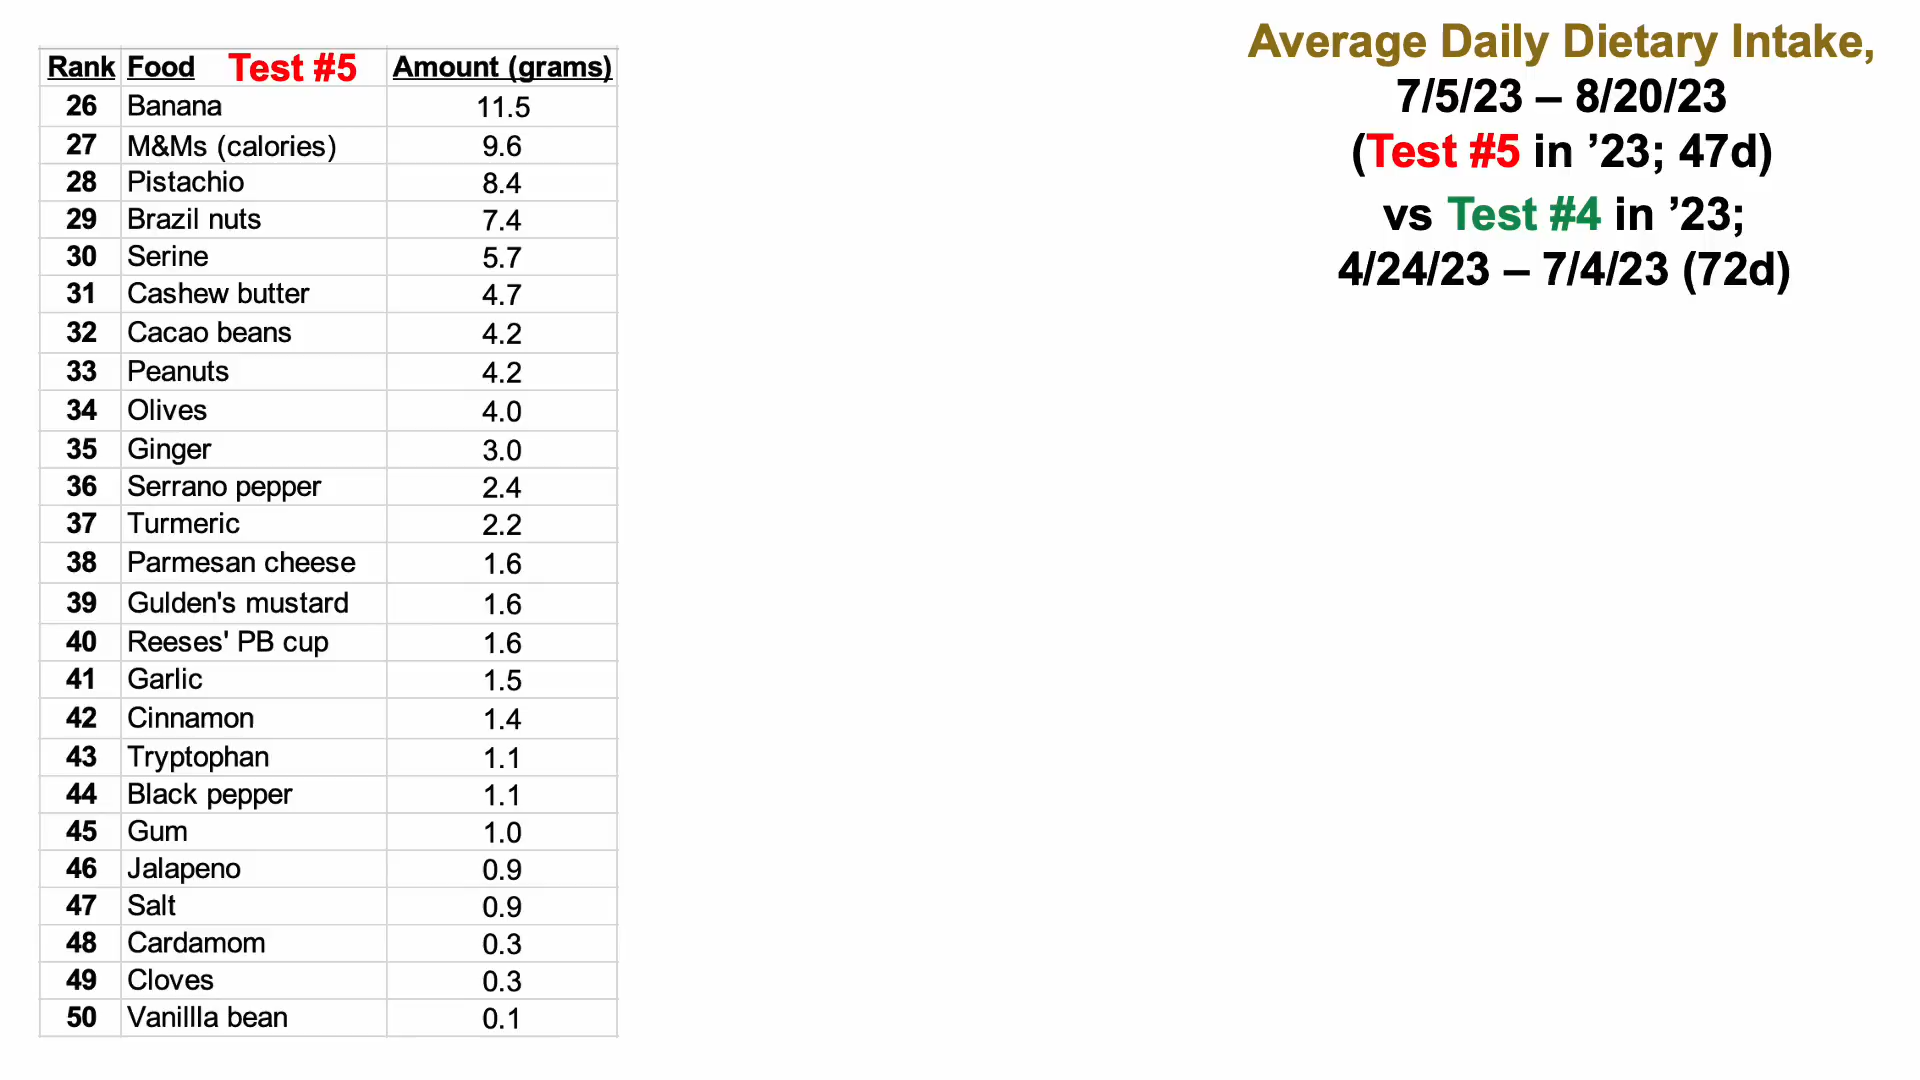 Average Daily Dietary Intake,
7/5/23 – 8/20/23
(Test #5 in ’23; 47d)
vs Test #4 in ’23;
4/24/23 – 7/4/23 (72d)
Rank Food Test #5 Amount (grams)
26 Banana 11.5
27 M&Ms (calories) 9.6
28 Pistachio 8.4
29 Brazil nuts 7.4
30 Serine 5.7
31 Cashew butter 4.7
32 Cacao beans 4.2
33 Peanuts 4.2
34 Olives 4.0
35 Ginger 3.0
36 Serrano pepper 2.4
37 Turmeric 2.2
38 Parmesan cheese 1.6
39 Gulden's mustard 1.6
40 Reeses' PB cup 1.6
41 Garlic 1.5
42 Cinnamon 1.4
43 Tryptophan 1.1
44 Black pepper 1.1
45 Gum 1.0
46 Jalapeno 0.9
47 Salt 0.9
48 Cardamom 0.3
49 Cloves 0.3
50 Vanillla bean 0.1